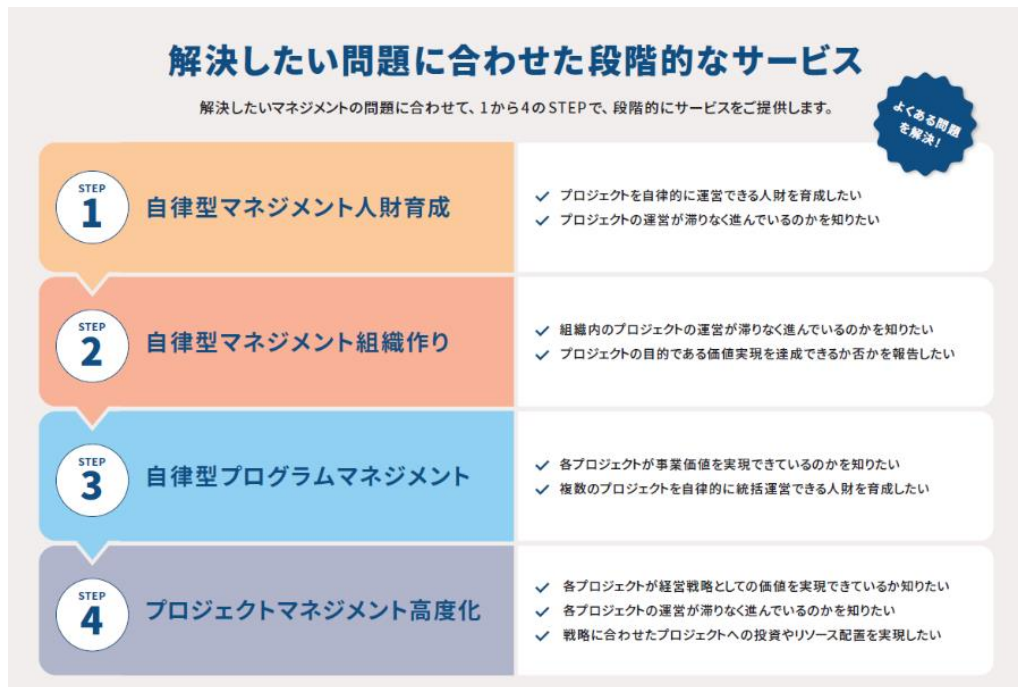 解決したい問題に合わせた段階的なサービス
解決したいマネジメントの問題に合わせて、1から4のSTEPで、段階的にサービスをご提供します。
よくある問題
を解決！
STEP
1
自律型マネジメント人財育成
プロジェクトを自律的に運営できる人財を育成したい
プロジェクトの運営が滞りなく進んでいるのかを知りたい
STEP
2
自律型マネジメント組織作り
組織内のプロジェクトの運営が滞りなく進んでいるのかを知りたい
プロジェクトの目的である価値実現を達成できるか否かを報告したい
STEP
3
自律型プログラムマネジメント
各プロジェクトが事業価値を実現できているのかを知りたい
複数のプロジェクトを自律的に統括運営できる人財を育成したい
STEP
4
プロジェクトマネジメント高度化
各プロジェクトが経営戦略としての価値を実現できているか知りたい
各プロジェクトの運営が滞りなく進んでいるのかを知りたい
戦略に合わせたプロジェクトへの投資やリソース配置を実現したい